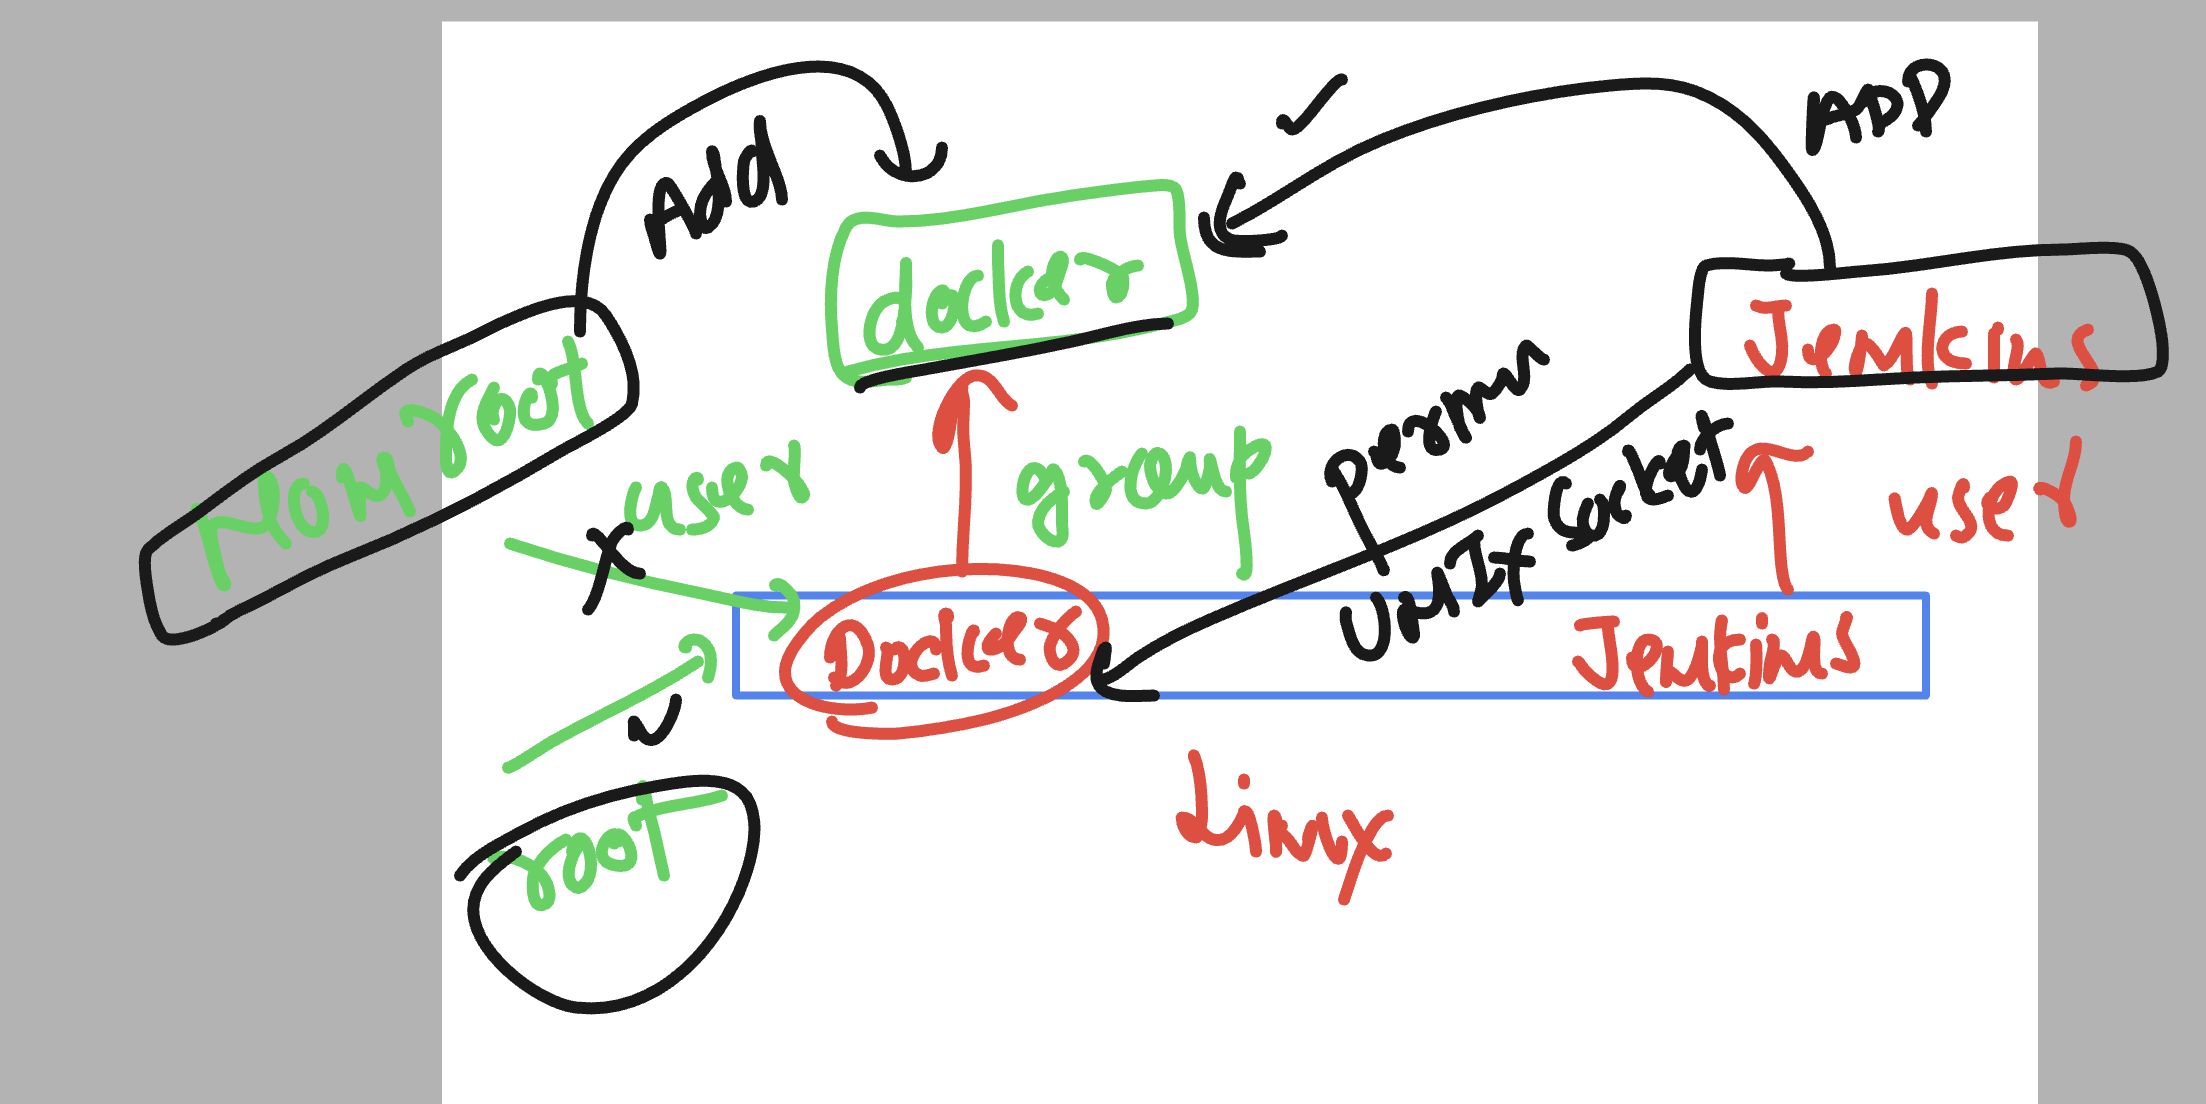 ADD
Add
docker
Jenkins
Non root
user
group
permn
Unix Socket
user
Docker
Jenkins
root
Linux